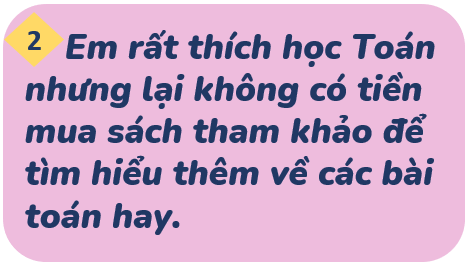 2 Em rất thích học Toán
nhưng lại không có tiền
mua sách tham khảo để
tìm hiểu thêm về các bài
toán hay.